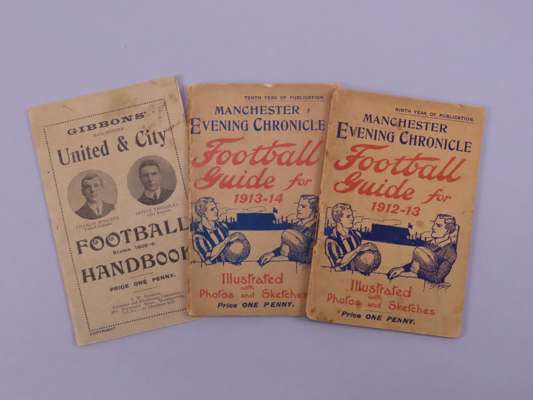 GIBBONS'
MANCHESTER
United & City
FOOTBALL
HANDBOOK
PRICE ONE PENNY.
COPYRIGHT
TENTH YEAR OF PUBLICATION
MANCHESTER
EVENING CHRONICLE
Football
Guide for
1913-14
Illustrated
with
Photos and Sketches
Price ONE PENNY.
NINTH YEAR OF PUBLICATION
MANCHESTER
EVENING CHRONICLE
Football
Guide for
1912-13
Illustrated
with
Photos and Sketches
Price ONE PENNY.